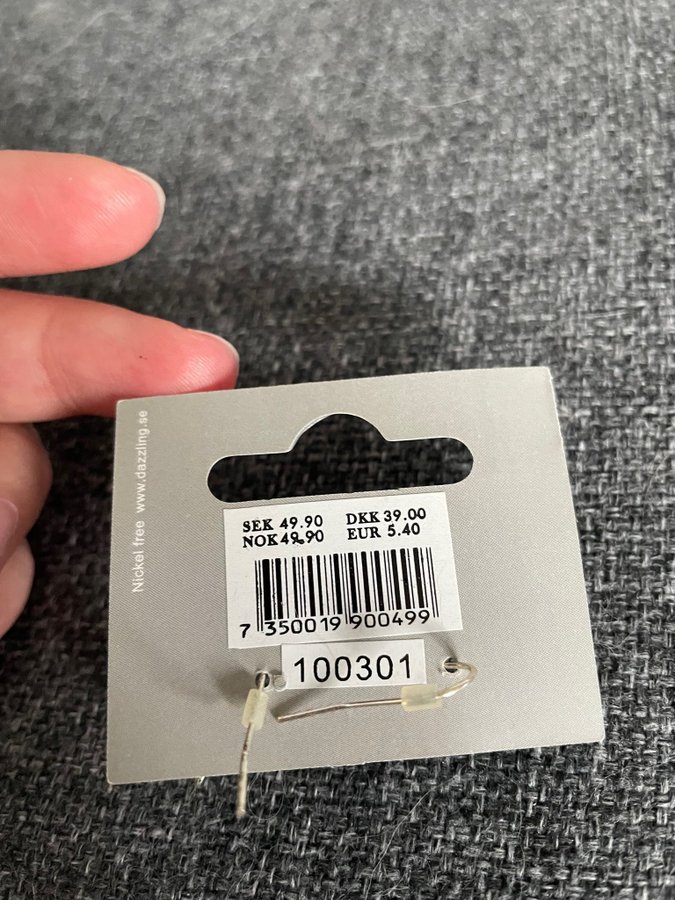 Nickel free www.dazzling.se
SEK 49.90 DKK 39.00
NOK 49.90 EUR 5.40
7 350019 900499
100301